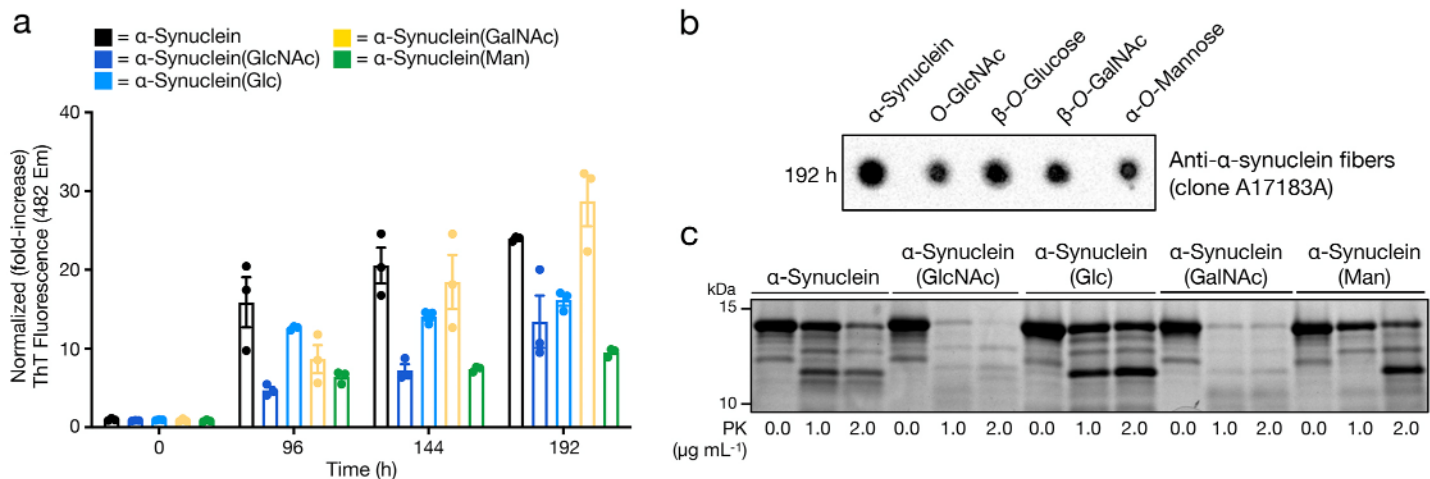 a
= α-Synuclein
= α-Synuclein(GlcNAc)
= α-Synuclein(Glc)
= α-Synuclein(GalNAc)
= α-Synuclein(Man)
Normalized (fold-increase)
ThT Fluorescence (482 Em)
40
30
20
10
0
0
96
144
192
Time (h)
b
α-Synuclein
O-GlcNAc
β-O-Glucose
β-O-GalNAc
α-O-Mannose
192 h
Anti-α-synuclein fibers
(clone A17183A)
c
α-Synuclein
α-Synuclein
(GlcNAc)
α-Synuclein
(Glc)
α-Synuclein
(GalNAc)
α-Synuclein
(Man)
kDa
15
10
PK 0.0 1.0 2.0 0.0 1.0 2.0 0.0 1.0 2.0 0.0 1.0 2.0 0.0 1.0 2.0
(µg mL⁻¹)